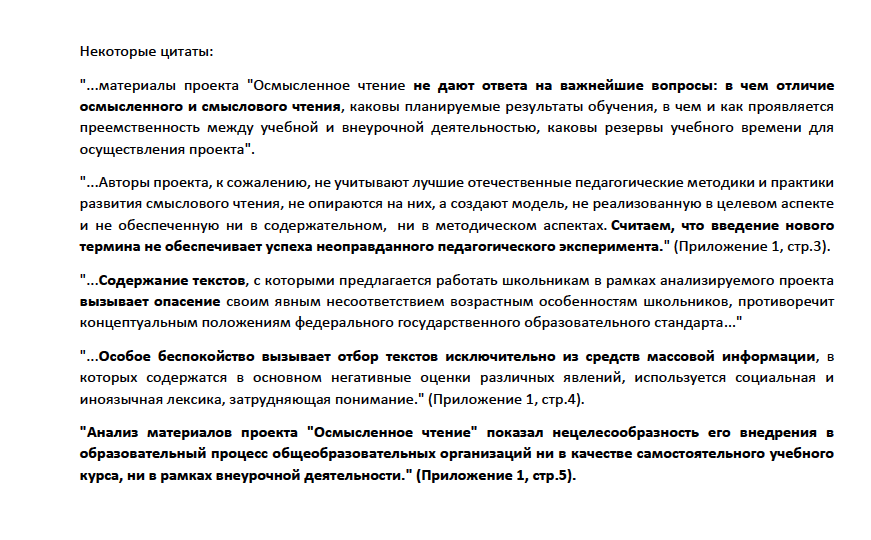 Некоторые цитаты:
"...материалы проекта "Осмысленное чтение не дают ответа на важнейшие вопросы: в чем отличие
осмысленного и смыслового чтения, каковы планируемые результаты обучения, в чем и как проявляется
преемственность между учебной и внеурочной деятельностью, каковы резервы учебного времени для
осуществления проекта".
"...Авторы проекта, к сожалению, не учитывают лучшие отечественные педагогические методики и практики
развития смыслового чтения, не опираются на них, а создают модель, не реализованную в целевом аспекте
и не обеспеченную ни в содержательном, ни в методическом аспектах. Считаем, что введение нового
термина не обеспечивает успеха неоправданного педагогического эксперимента." (Приложение 1, стр.3).
"...Содержание текстов, с которыми предлагается работать школьникам в рамках анализируемого проекта
вызывает опасение своим явным несоответствием возрастным особенностям школьников, противоречит
концептуальным положениям федерального государственного образовательного стандарта..."
"...Особое беспокойство вызывает отбор текстов исключительно из средств массовой информации, в
которых содержатся в основном негативные оценки различных явлений, используется социальная и
иноязычная лексика, затрудняющая понимание." (Приложение 1, стр.4).
"Анализ материалов проекта "Осмысленное чтение" показал нецелесообразность его внедрения в
образовательный процесс общеобразовательных организаций ни в качестве самостоятельного учебного
курса, ни в рамках внеурочной деятельности." (Приложение 1, стр.5).